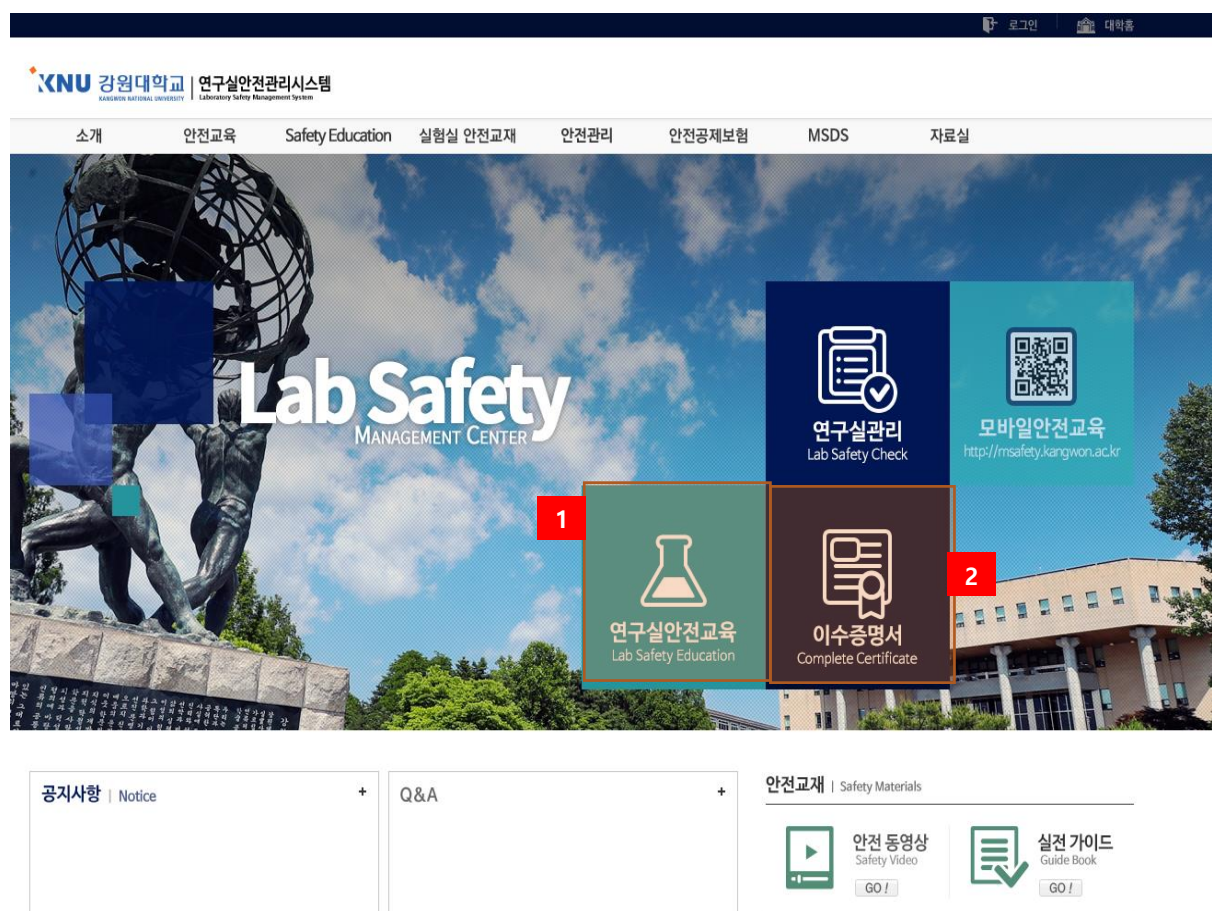 로그인
대학홈
KNU 강원대학교
KANGWON NATIONAL UNIVERSITY
연구실안전관리시스템
Laboratory Safety Management System
소개 안전교육 Safety Education 실험실 안전교재 안전관리 안전공제보험 MSDS 자료실
Lab Safety
MANAGEMENT CENTER
연구실관리
Lab Safety Check
모바일안전교육
http://msafety.kangwon.ac.kr
1
연구실안전교육
Lab Safety Education
2
이수증명서
Complete Certificate
공지사항 | Notice +
Q&A +
안전교재 | Safety Materials
안전 동영상
Safety Video
GO !
실전 가이드
Guide Book
GO !